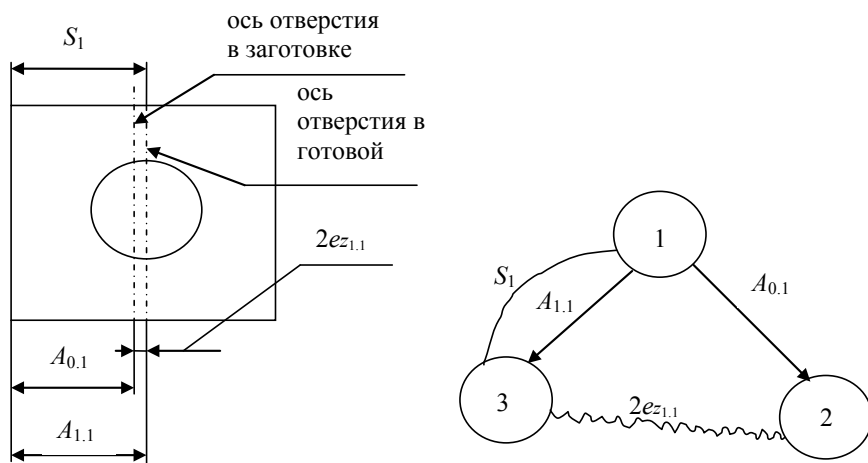 ось отверстия
в заготовке
S₁
ось
отверстия в
готовой
2ez₁.₁
A₀.₁
A₁.₁
1
S₁
A₁.₁
A₀.₁
3
2ez₁.₁
2